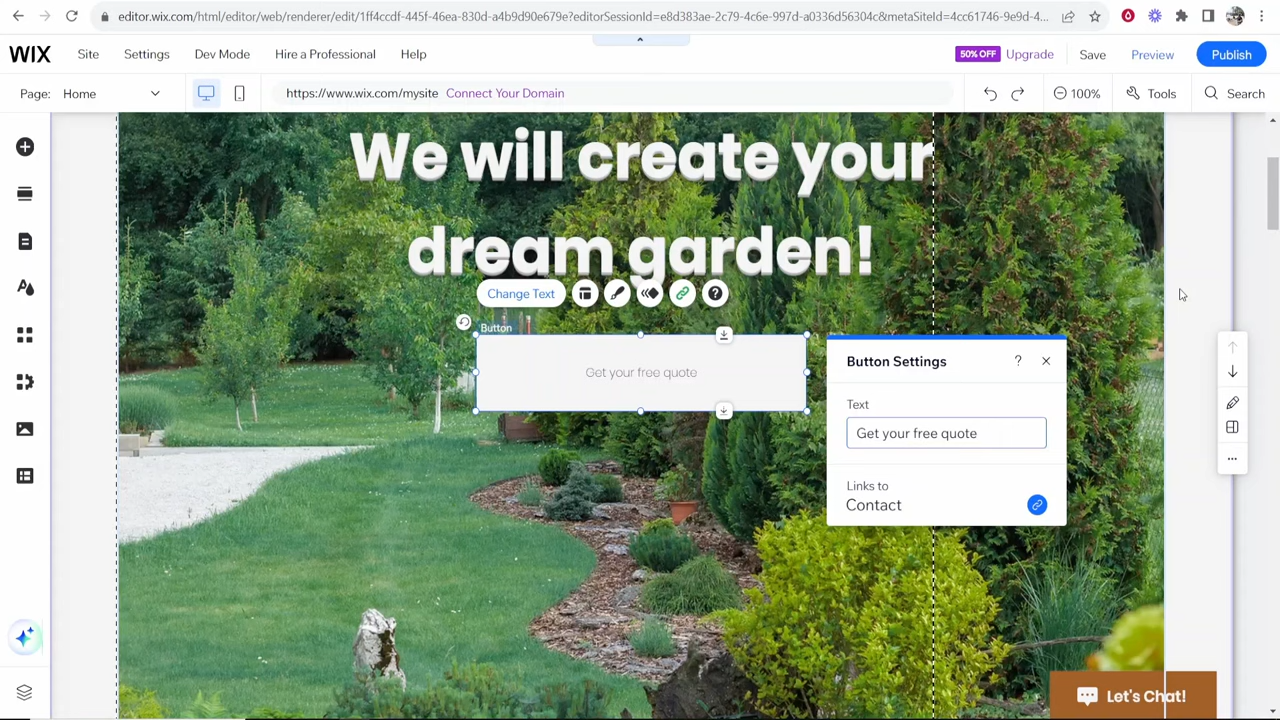 editor.wix.com/html/editor/web/renderer/edit/1ff4ccdf-445f-46eb-830d-a4b9d90e679e?editorSessionId=e8d383ae-2c79-4c6e-997d-a0336d56304c&metaSiteId=4cc61746-9e9d-4...
WIX Site Settings Dev Mode Hire a Professional Help 50% OFF Upgrade Save Preview Publish
Page: Home https://www.wix.com/mysite Connect Your Domain 100% Tools Search
We will create your
dream garden!
Change Text
Button
Get your free quote
Button Settings
Text
Get your free quote
Links to
Contact
Let's Chat!